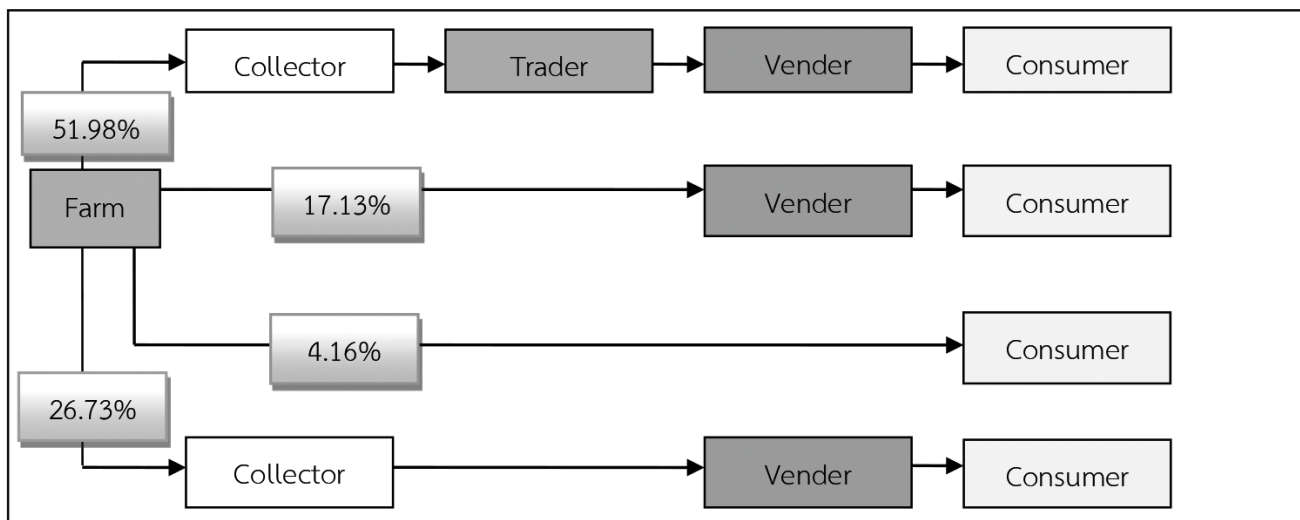 Collector
Trader
Vender
Consumer
51.98%
Farm
17.13%
Vender
Consumer
4.16%
Consumer
26.73%
Collector
Vender
Consumer